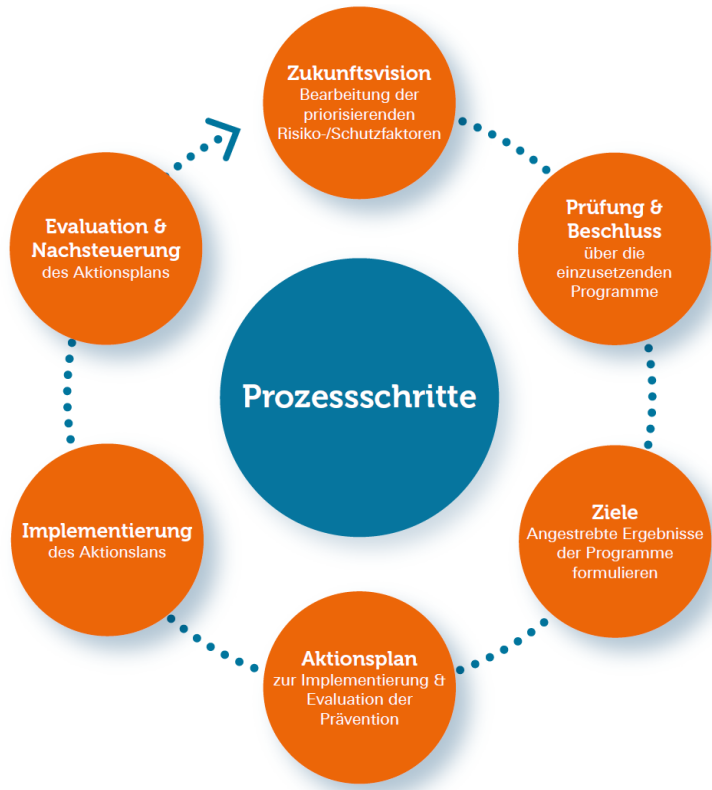 Zukunftsvision
Bearbeitung der
priorisierenden
Risiko-/Schutzfaktoren
Prüfung &
Beschluss
über die
einzusetzenden
Programme
Ziele
Angestrebte Ergebnisse
der Programme
formulieren
Aktionsplan
zur Implementierung &
Evaluation der
Prävention
Implementierung
des Aktionslans
Evaluation &
Nachsteuerung
des Aktionsplans
Prozessschritte